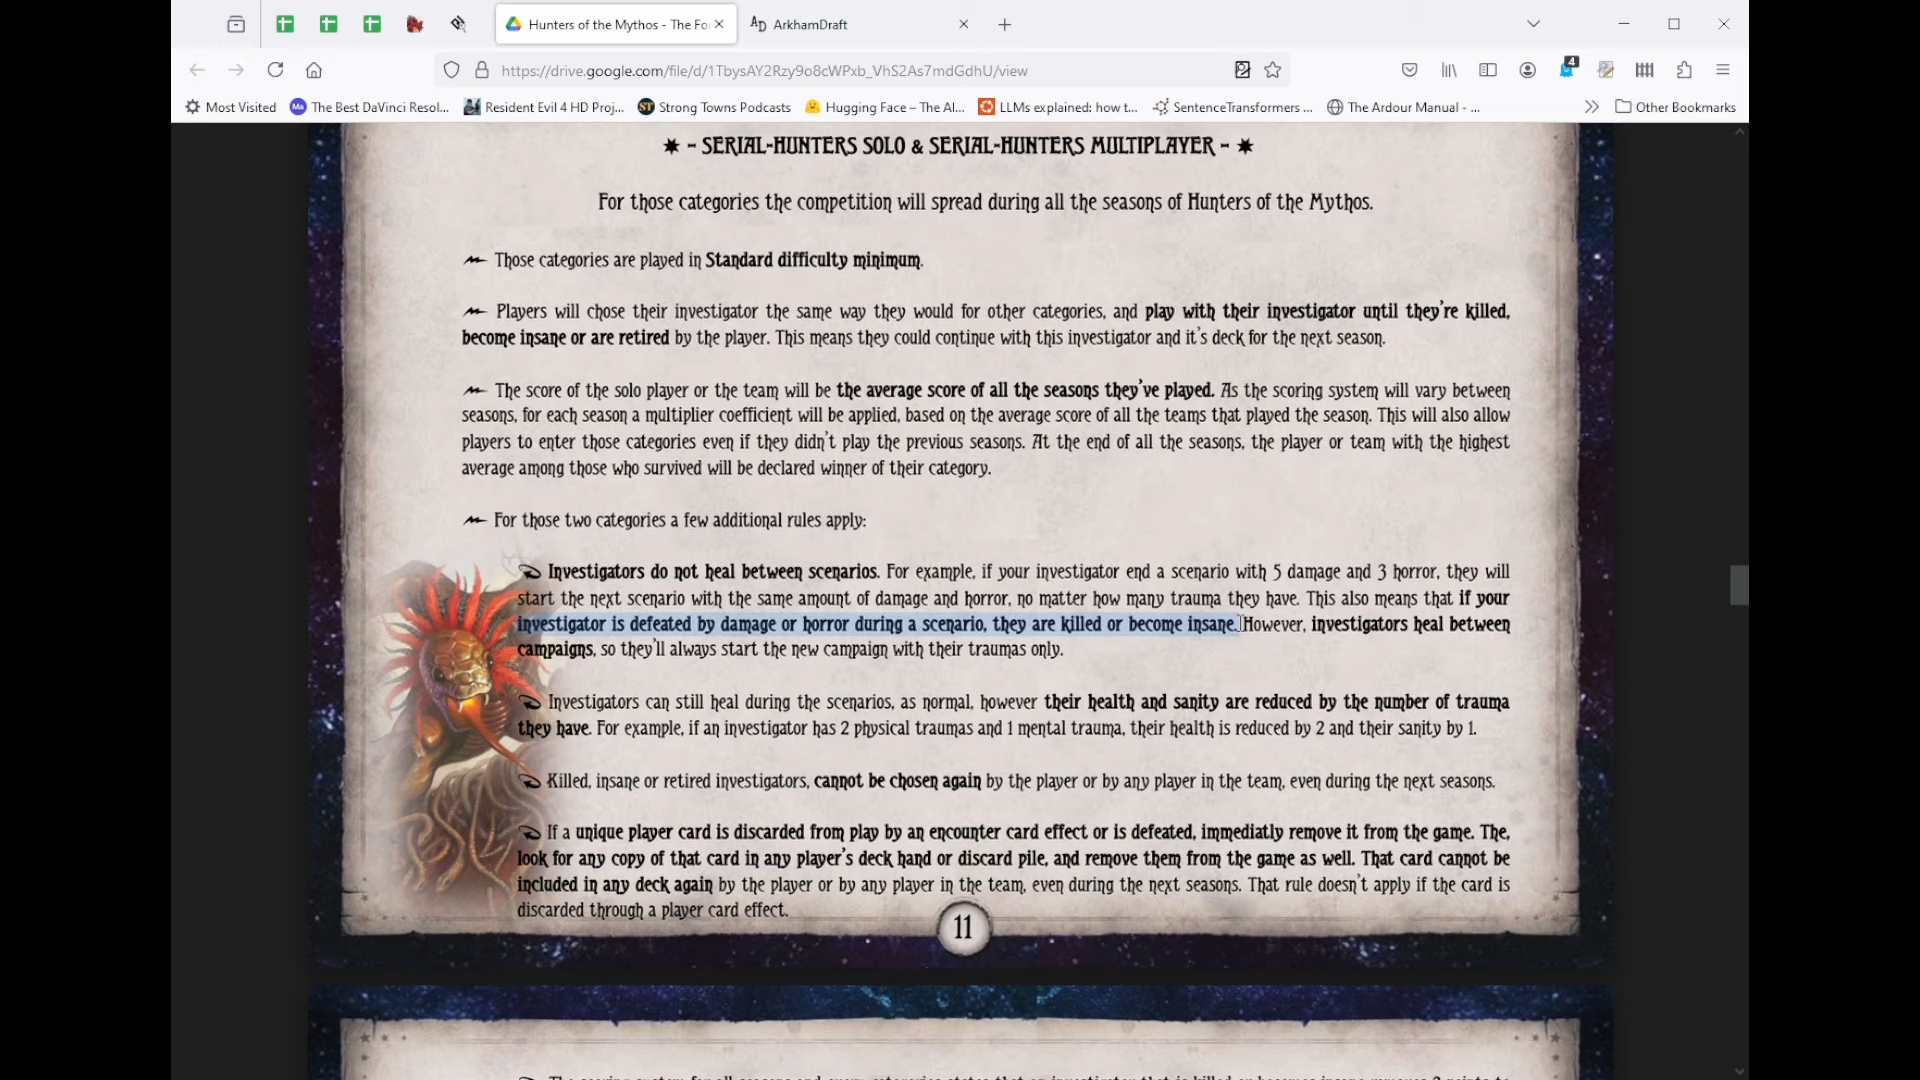 Hunters of the Mythos - The Fo
ArkhamDraft
https://drive.google.com/file/d/1TbysAY2Rzy9o8cWPxb_VhS2As7mdGdhU/view
4
Most Visited
The Best DaVinci Resol...
Resident Evil 4 HD Proj...
Strong Towns Podcasts
Hugging Face – The AI...
LLMs explained: how t...
SentenceTransformers ...
The Ardour Manual - ...
Other Bookmarks
- SERIAL-HUNTERS SOLO & SERIAL-HUNTERS MULTIPLAYER -
For those categories the competition will spread during all the seasons of Hunters of the Mythos.
Those categories are played in Standard difficulty minimum.
Players will chose their investigator the same way they would for other categories, and play with their investigator until they're killed,
become insane or are retired by the player. This means they could continue with this investigator and it's deck for the next season.
The score of the solo player or the team will be the average score of all the seasons they've played. As the scoring system will vary between
seasons, for each season a multiplier coefficient will be applied, based on the average score of all the teams that played the season. This will also allow
players to enter those categories even if they didn't play the previous seasons. At the end of all the seasons, the player or team with the highest
average among those who survived will be declared winner of their category.
For those two categories a few additional rules apply:
Investigators do not heal between scenarios. For example, if your investigator end a scenario with 5 damage and 3 horror, they will
start the next scenario with the same amount of damage and horror, no matter how many trauma they have. This also means that if your
investigator is defeated by damage or horror during a scenario, they are killed or become insane. However, investigators heal between
campaigns, so they'll always start the new campaign with their traumas only.
Investigators can still heal during the scenarios, as normal, however their health and sanity are reduced by the number of trauma
they have. For example, if an investigator has 2 physical traumas and 1 mental trauma, their health is reduced by 2 and their sanity by 1.
Killed, insane or retired investigators, cannot be chosen again by the player or by any player in the team, even during the next seasons.
If a unique player card is discarded from play by an encounter card effect or is defeated, immediatly remove it from the game. The,
look for any copy of that card in any player's deck hand or discard pile, and remove them from the game as well. That card cannot be
included in any deck again by the player or by any player in the team, even during the next seasons. That rule doesn't apply if the card is
discarded through a player card effect.
11